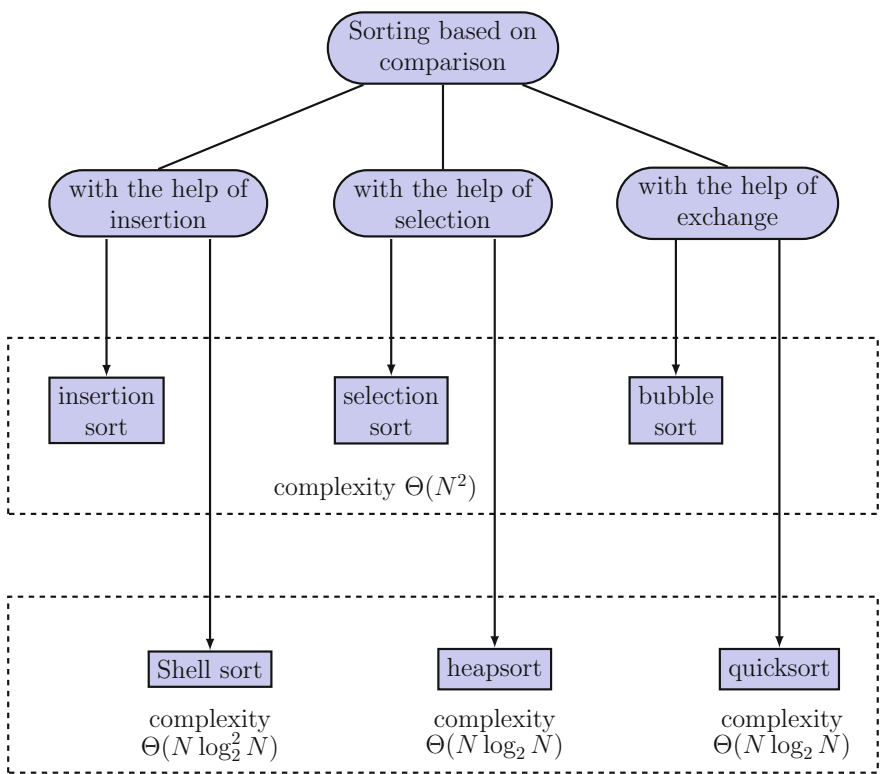 Sorting based on
comparison
with the help of
insertion
with the help of
selection
with the help of
exchange
insertion
sort
selection
sort
bubble
sort
complexity Θ(N²)
Shell sort
heapsort
quicksort
complexity
Θ(N log₂² N)
complexity
Θ(N log₂ N)
complexity
Θ(N log₂ N)